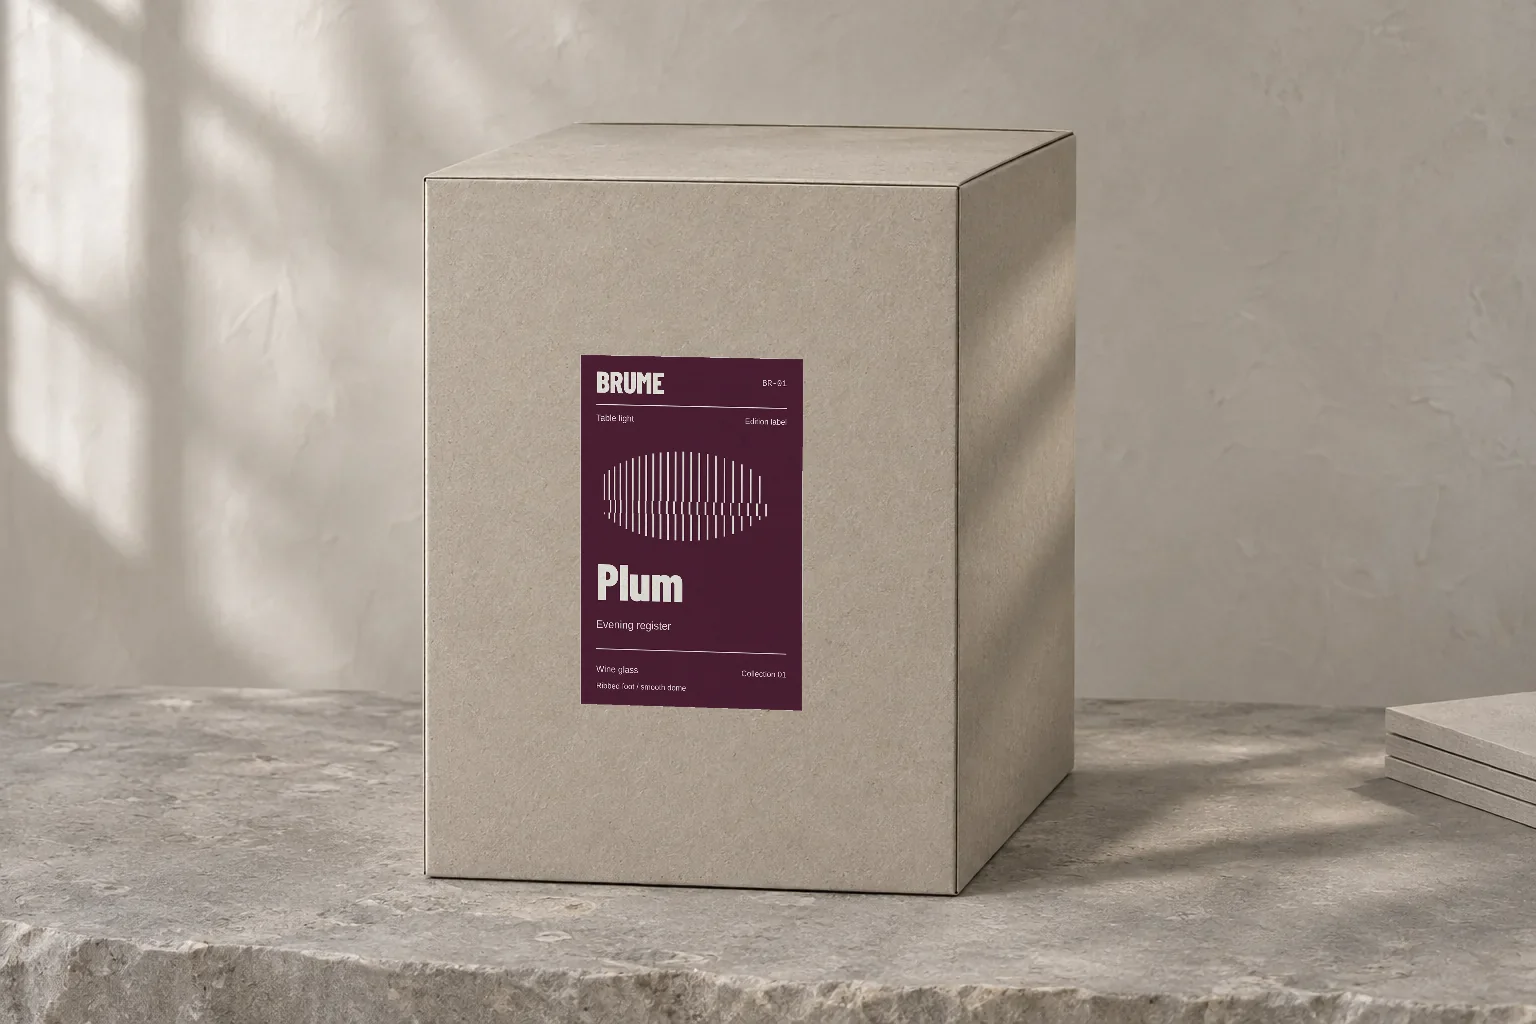 BRUME
BR-01
Table light
Edition label
Plum
Evening register
Wine glass
Collection 01
Ribbed foot / smooth dome